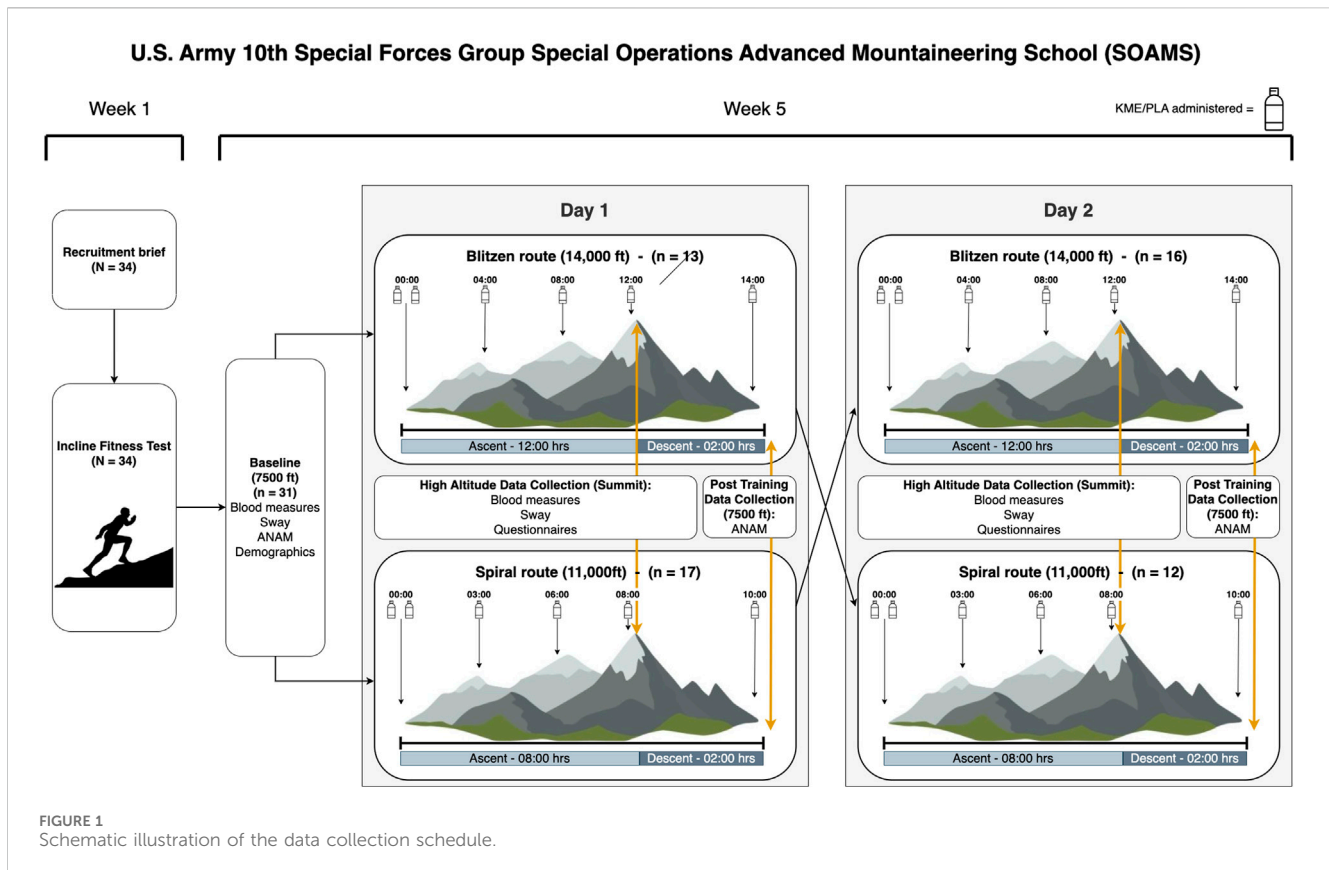 U.S. Army 10th Special Forces Group Special Operations Advanced Mountaineering School (SOAMS)
Week 1
Week 5
KME/PLA administered =
Recruitment brief
(N = 34)
Incline Fitness Test
(N = 34)
Baseline
(7500 ft)
(n = 31)
Blood measures
Sway
ANAM
Demographics
Day 1
Blitzen route (14,000 ft) - (n = 13)
00:00 04:00 08:00 12:00 14:00
Ascent - 12:00 hrs Descent - 02:00 hrs
High Altitude Data Collection (Summit):
Blood measures
Sway
Questionnaires
Post Training
Data Collection
(7500 ft):
ANAM
Spiral route (11,000ft) - (n = 17)
00:00 03:00 06:00 08:00 10:00
Ascent - 08:00 hrs Descent - 02:00 hrs
Day 2
Blitzen route (14,000 ft) - (n = 16)
00:00 04:00 08:00 12:00 14:00
Ascent - 12:00 hrs Descent - 02:00 hrs
High Altitude Data Collection (Summit):
Blood measures
Sway
Questionnaires
Post Training
Data Collection
(7500 ft):
ANAM
Spiral route (11,000ft) - (n = 12)
00:00 03:00 06:00 08:00 10:00
Ascent - 08:00 hrs Descent - 02:00 hrs
FIGURE 1
Schematic illustration of the data collection schedule.